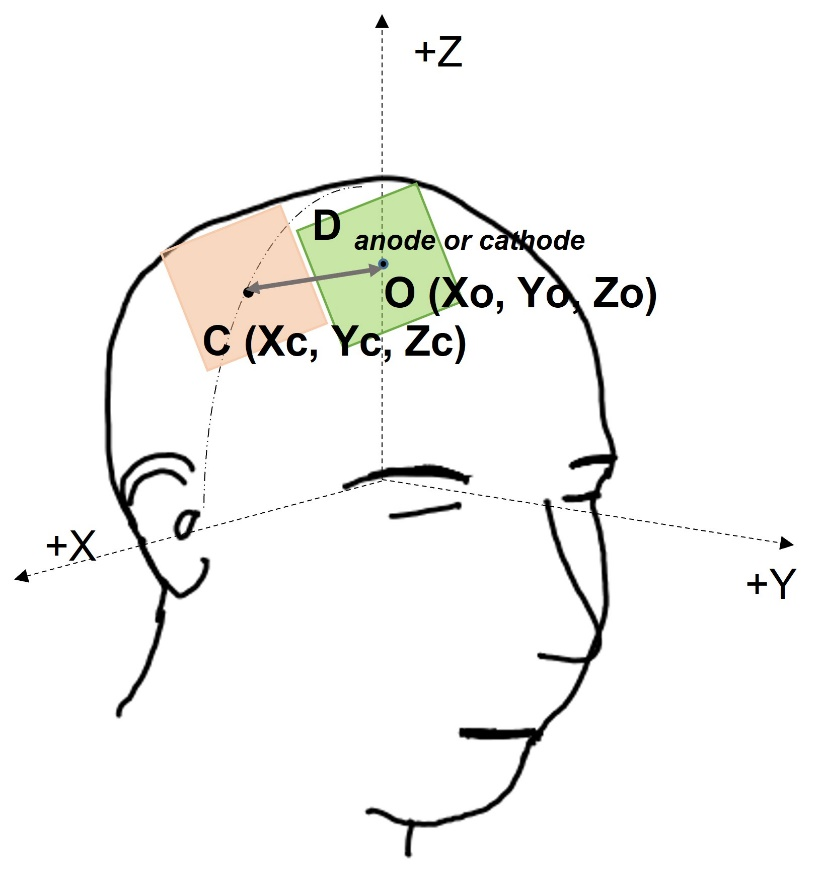 +Z
D anode or cathode
O (Xo, Yo, Zo)
C (Xc, Yc, Zc)
+X
+Y